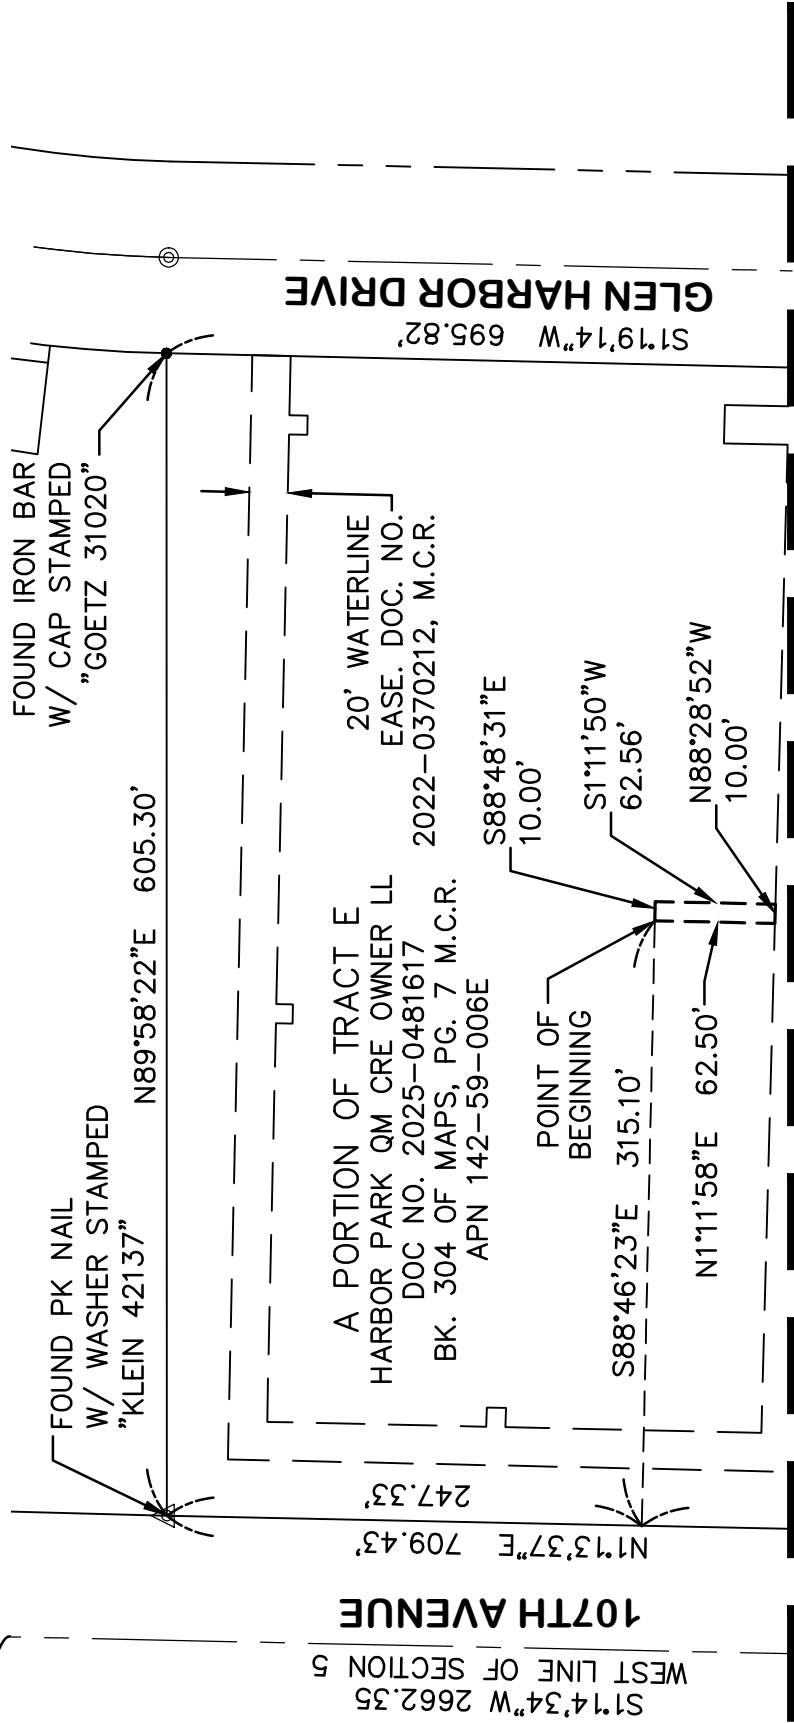 FOUND PK NAIL
W/ WASHER STAMPED
"KLEIN 42137"
N89°58'22"E 605.30'
FOUND IRON BAR
W/ CAP STAMPED
"GOETZ 31020"
20' WATERLINE
EASE. DOC. NO.
2022-0370212, M.C.R.
A PORTION OF TRACT E
HARBOR PARK QM CRE OWNER LL
DOC NO. 2025-0481617
BK. 304 OF MAPS, PG. 7 M.C.R.
APN 142-59-006E
POINT OF
BEGINNING
S88°46'23"E 315.10'
S88°48'31"E
10.00'
S1°11'50"W
62.56'
N88°28'52"W
10.00'
N1°11'58"E 62.50'
247.33'
N1°13'37"E 709.43'
107TH AVENUE
WEST LINE OF SECTION 5
S1°14'34"W 2662.35
GLEN HARBOR DRIVE
S1°19'14"W 695.82'